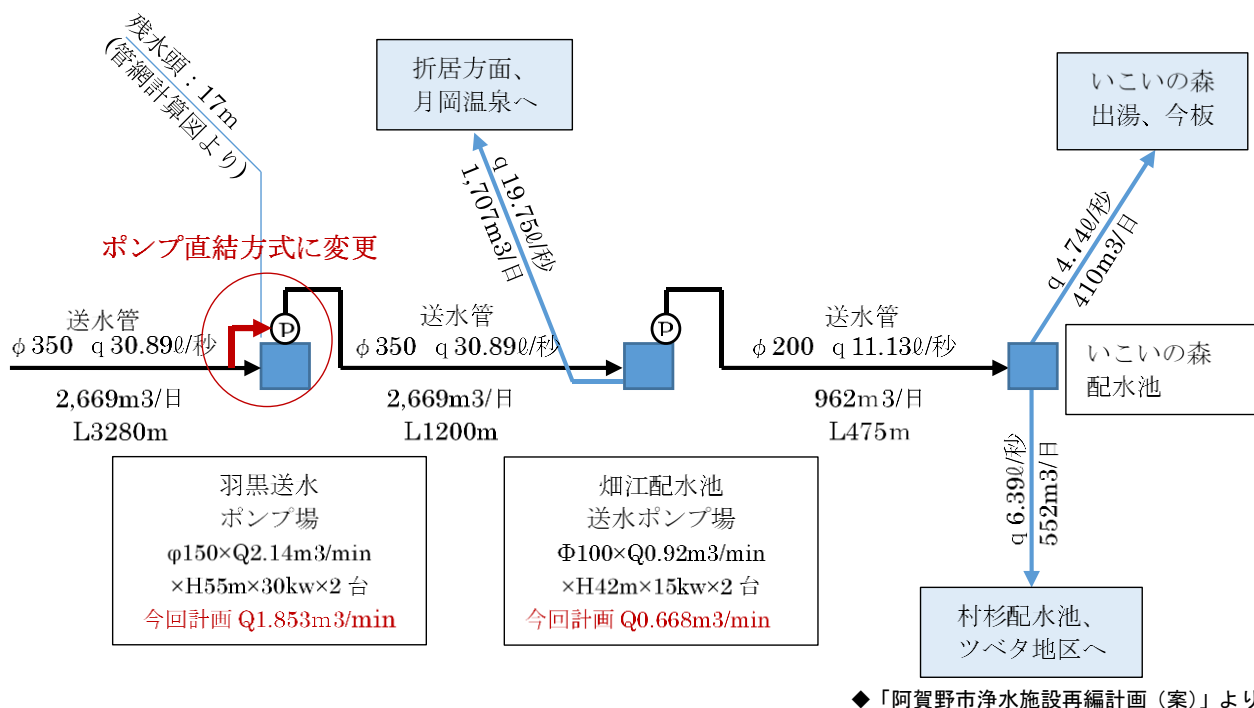 残水頭：17m
(管網計算図より)
折居方面、
月岡温泉へ
いこいの森
出湯、今板
q 19.75ℓ/秒
1,707m3/日
q 4.74ℓ/秒
410m3/日
ポンプ直結方式に変更
送水管
φ350 q 30.89ℓ/秒
2,669m3/日
L3280m
P
送水管
φ350 q 30.89ℓ/秒
2,669m3/日
L1200m
P
送水管
φ200 q 11.13ℓ/秒
962m3/日
L475m
いこいの森
配水池
q 6.39ℓ/秒
552m3/日
羽黒送水
ポンプ場
φ150×Q2.14m3/min
×H55m×30kw×2 台
今回計画 Q1.853m3/min
畑江配水池
送水ポンプ場
Φ100×Q0.92m3/min
×H42m×15kw×2 台
今回計画 Q0.668m3/min
村杉配水池、
ツベタ地区へ
◆「阿賀野市浄水施設再編計画（案）」より